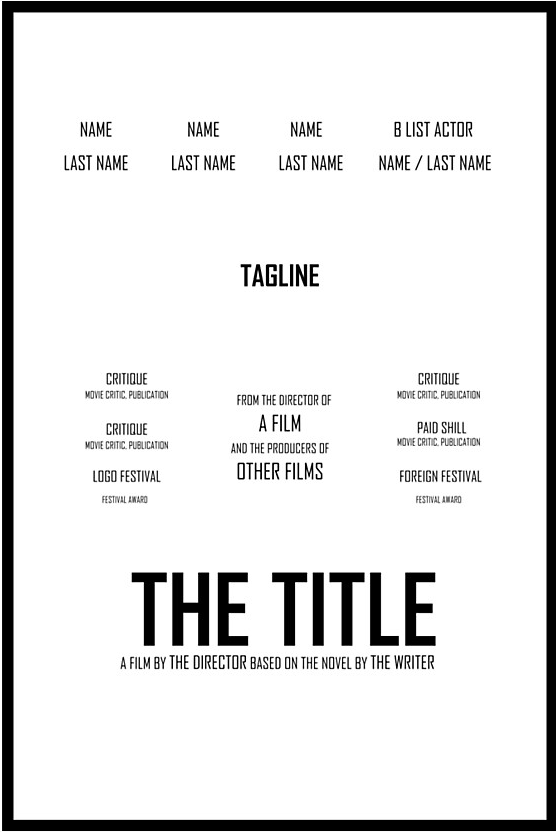 NAME NAME NAME B LIST ACTOR
LAST NAME LAST NAME LAST NAME NAME / LAST NAME
TAGLINE
CRITIQUE
MOVIE CRITIC, PUBLICATION
CRITIQUE
MOVIE CRITIC, PUBLICATION
LOGO FESTIVAL
FESTIVAL AWARD
FROM THE DIRECTOR OF
A FILM
AND THE PRODUCERS OF
OTHER FILMS
CRITIQUE
MOVIE CRITIC, PUBLICATION
PAID SHILL
MOVIE CRITIC, PUBLICATION
FOREIGN FESTIVAL
FESTIVAL AWARD
THE TITLE
A FILM BY THE DIRECTOR BASED ON THE NOVEL BY THE WRITER